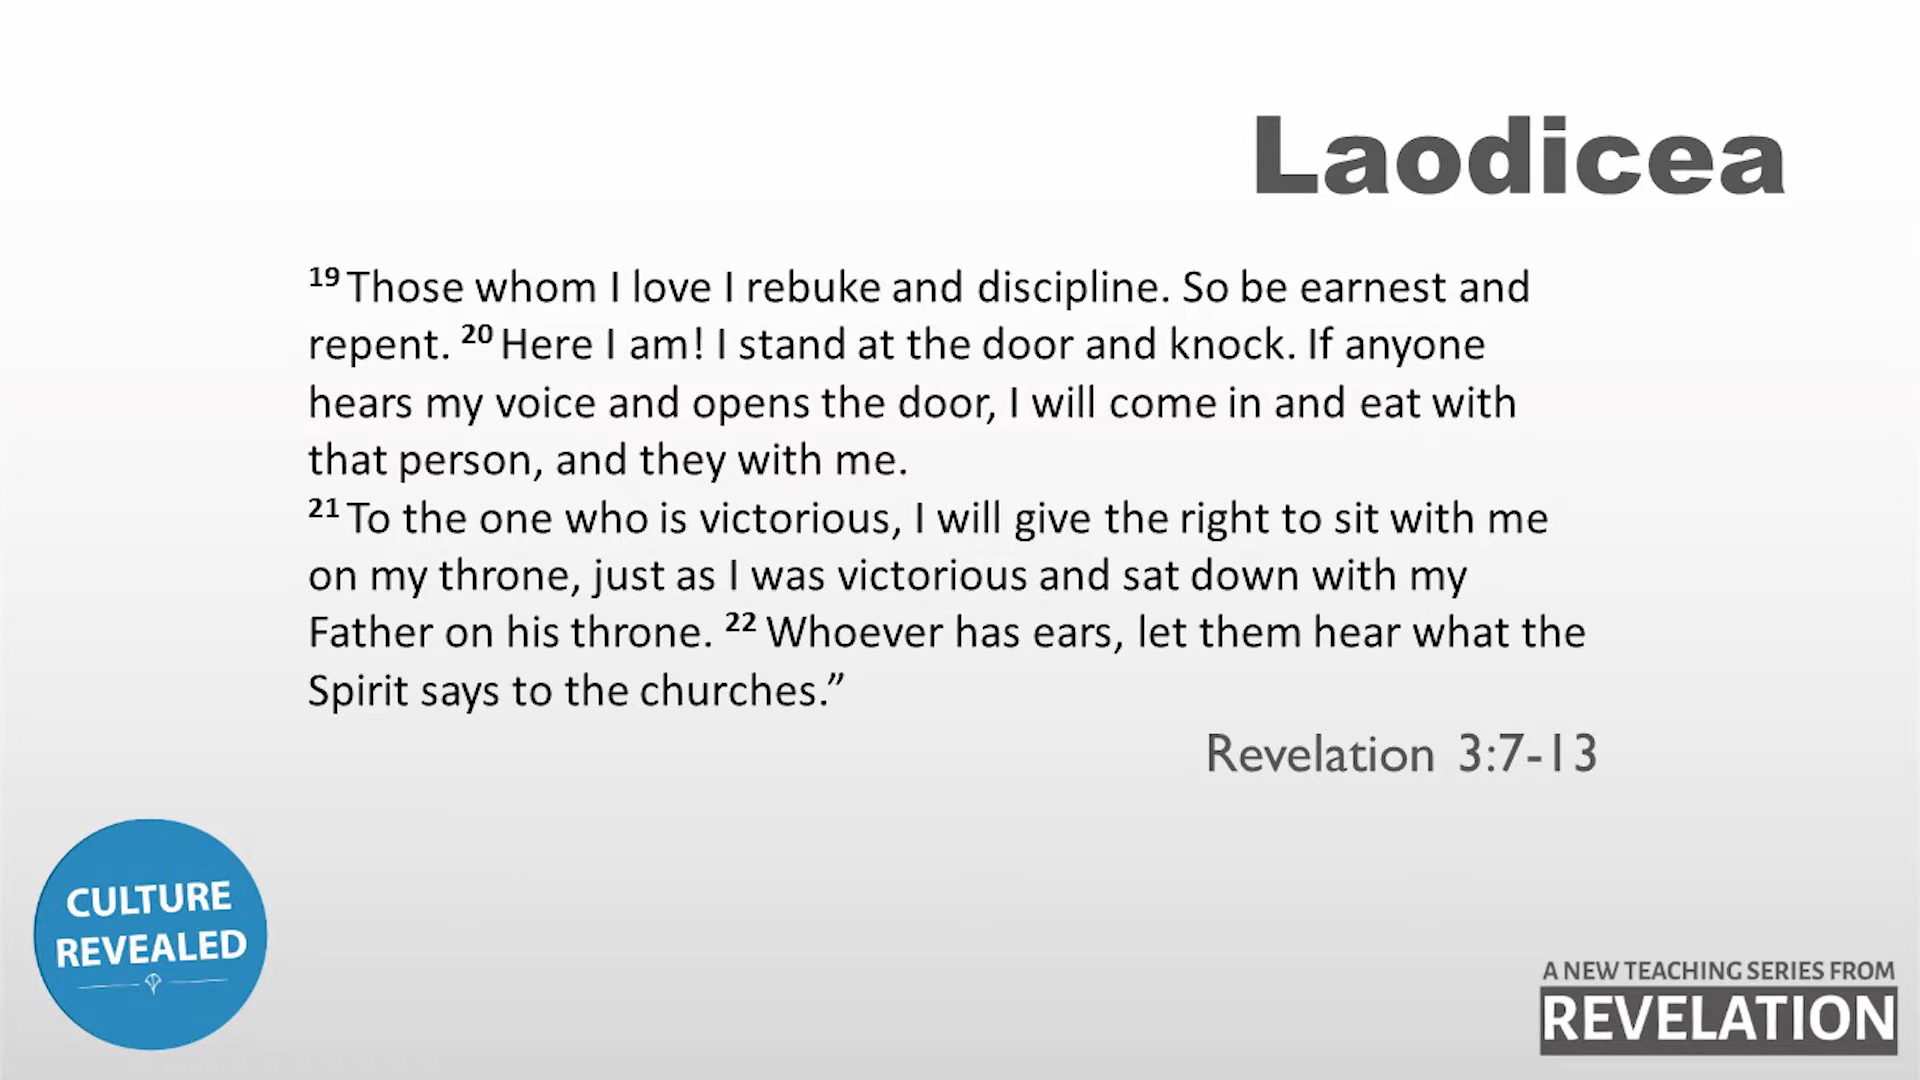 Laodicea
19 Those whom I love I rebuke and discipline. So be earnest and
repent. 20 Here I am! I stand at the door and knock. If anyone
hears my voice and opens the door, I will come in and eat with
that person, and they with me.
21 To the one who is victorious, I will give the right to sit with me
on my throne, just as I was victorious and sat down with my
Father on his throne. 22 Whoever has ears, let them hear what the
Spirit says to the churches.”
Revelation 3:7-13
CULTURE
REVEALED
A NEW TEACHING SERIES FROM
REVELATION